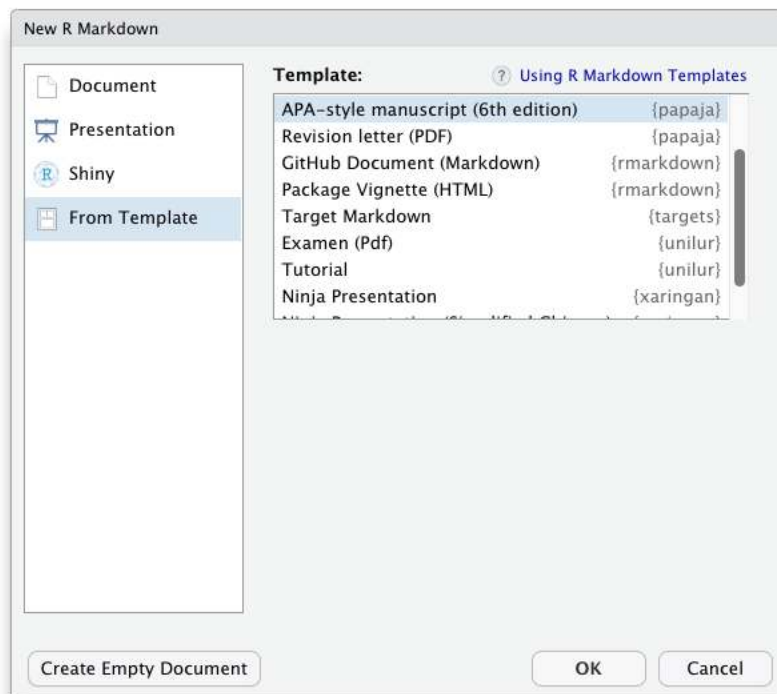 New R Markdown
Document
Presentation
R Shiny
From Template
Template:
? Using R Markdown Templates
APA-style manuscript (6th edition) {papaja}
Revision letter (PDF) {papaja}
GitHub Document (Markdown) {rmarkdown}
Package Vignette (HTML) {rmarkdown}
Target Markdown {targets}
Examen (Pdf) {unilur}
Tutorial {unilur}
Ninja Presentation {xaringan}
Create Empty Document
OK
Cancel